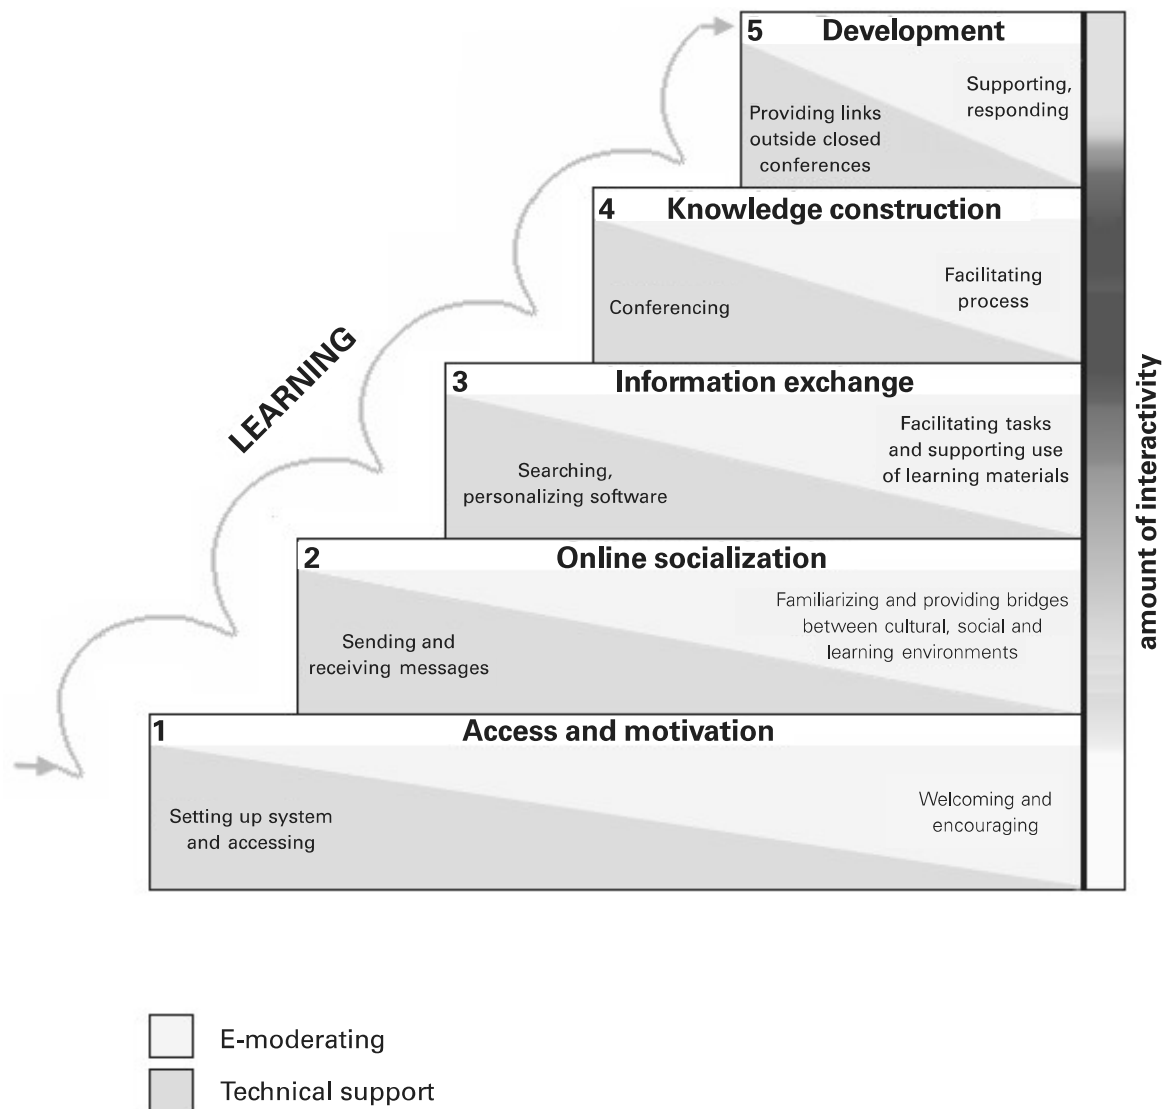 5 Development
Supporting,
responding
Providing links
outside closed
conferences
4 Knowledge construction
Facilitating
process
Conferencing
LEARNING
3 Information exchange
Facilitating tasks
and supporting use
of learning materials
Searching,
personalizing software
amount of interactivity
2 Online socialization
Familiarizing and providing bridges
between cultural, social and
learning environments
Sending and
receiving messages
1 Access and motivation
Welcoming and
encouraging
Setting up system
and accessing
E-moderating
Technical support